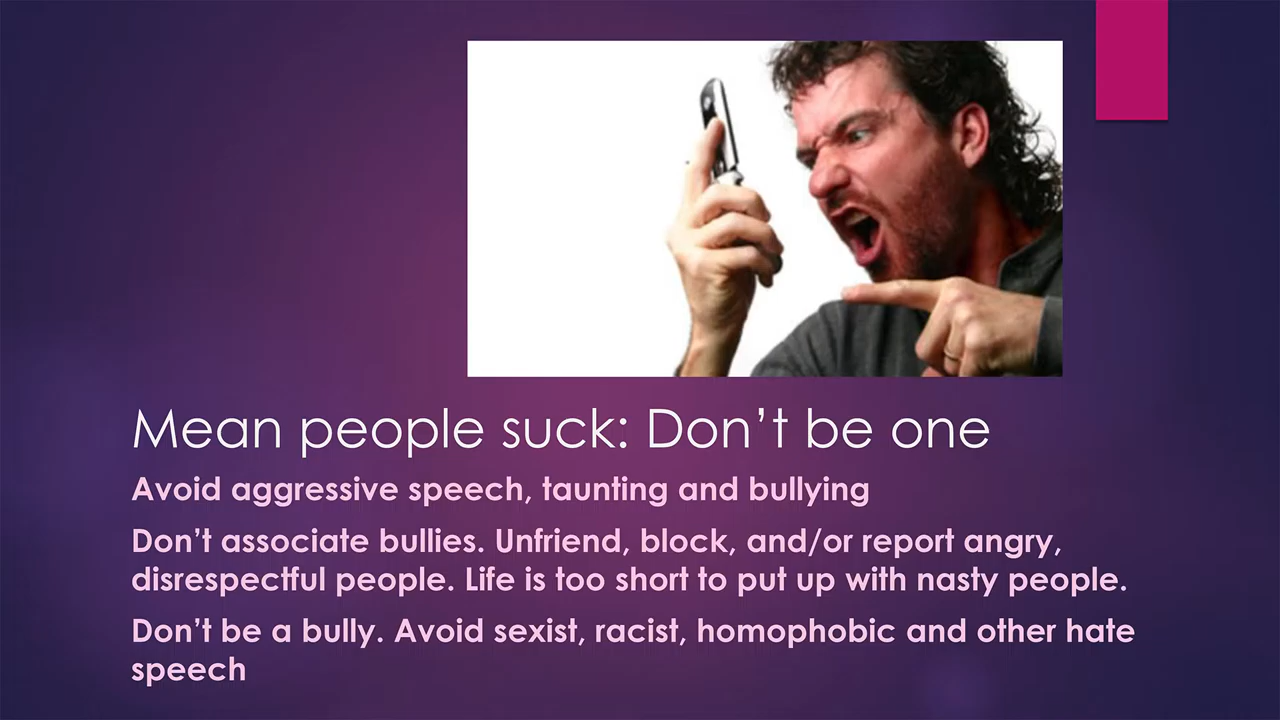 Mean people suck: Don’t be one
Avoid aggressive speech, taunting and bullying
Don’t associate bullies. Unfriend, block, and/or report angry,
disrespectful people. Life is too short to put up with nasty people.
Don’t be a bully. Avoid sexist, racist, homophobic and other hate
speech